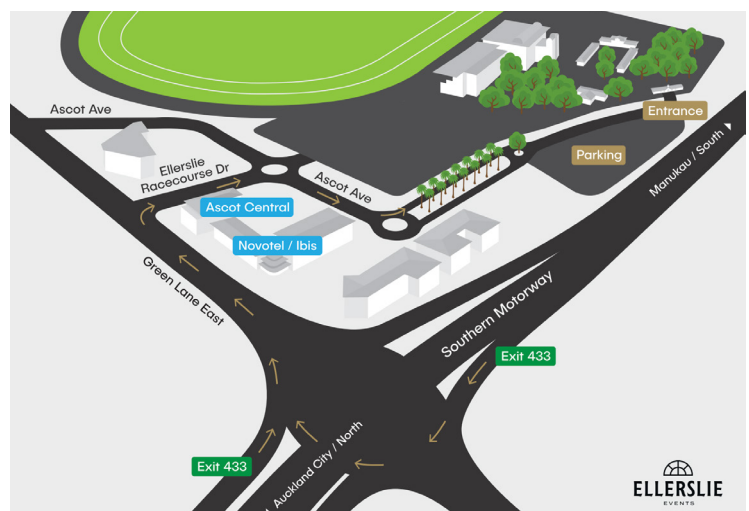 Ascot Ave
Ellerslie
Racecourse Dr
Ascot Ave
Entrance
Parking
Manukau / South
Ascot Central
Novotel / Ibis
Green Lane East
Southern Motorway
Exit 433
Exit 433
Auckland City / North
ELLERSLIE
EVENTS